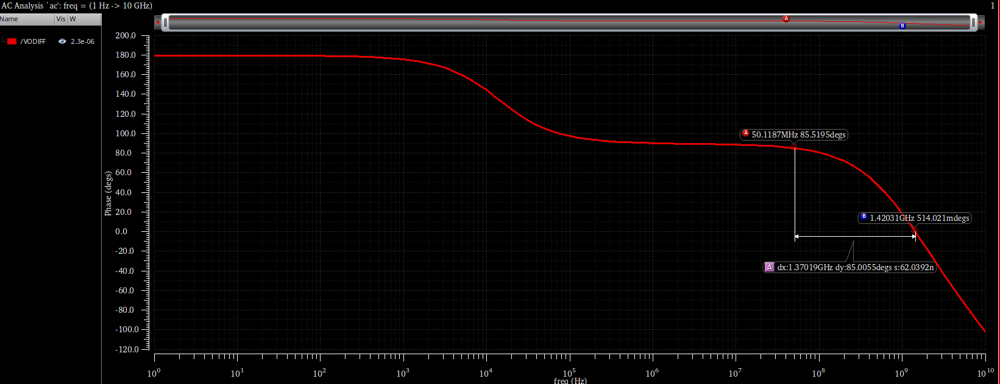 AC Analysis `ac': freq = (1 Hz -> 10 GHz)
1
Name Vis W
/VODIFF 2.3e-06
A
B
200.0
180.0
160.0
140.0
120.0
100.0
80.0
60.0
40.0
20.0
0.0
-20.0
-40.0
-60.0
-80.0
-100.0
-120.0
Phase (degs)
A 50.1187MHz 85.5195degs
B 1.42031GHz 514.021mdegs
Δ dx:1.37019GHz dy:85.0055degs s:62.0392n
10⁰ 10¹ 10² 10³ 10⁴ 10⁵ 10⁶ 10⁷ 10⁸ 10⁹ 10¹⁰
freq (Hz)